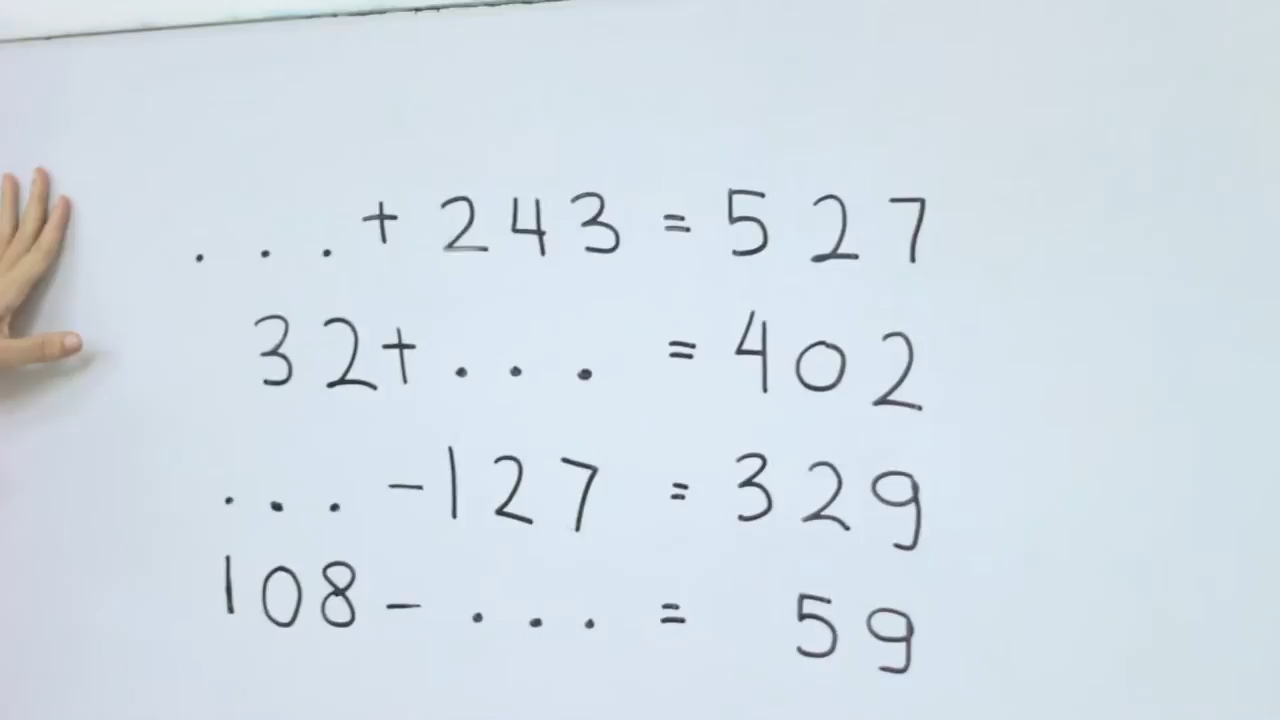 ...+ 243 = 527
32+ ... = 402
... -127 = 329
108- ... = 59